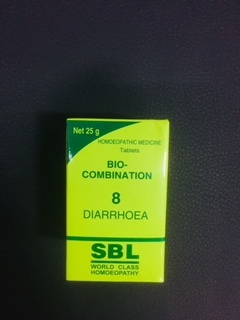 Net 25 g
HOMOEOPATHIC MEDICINE
Tablets
BIO-
COMBINATION
8
DIARRHOEA
SBL
WORLD CLASS
HOMOEOPATHY